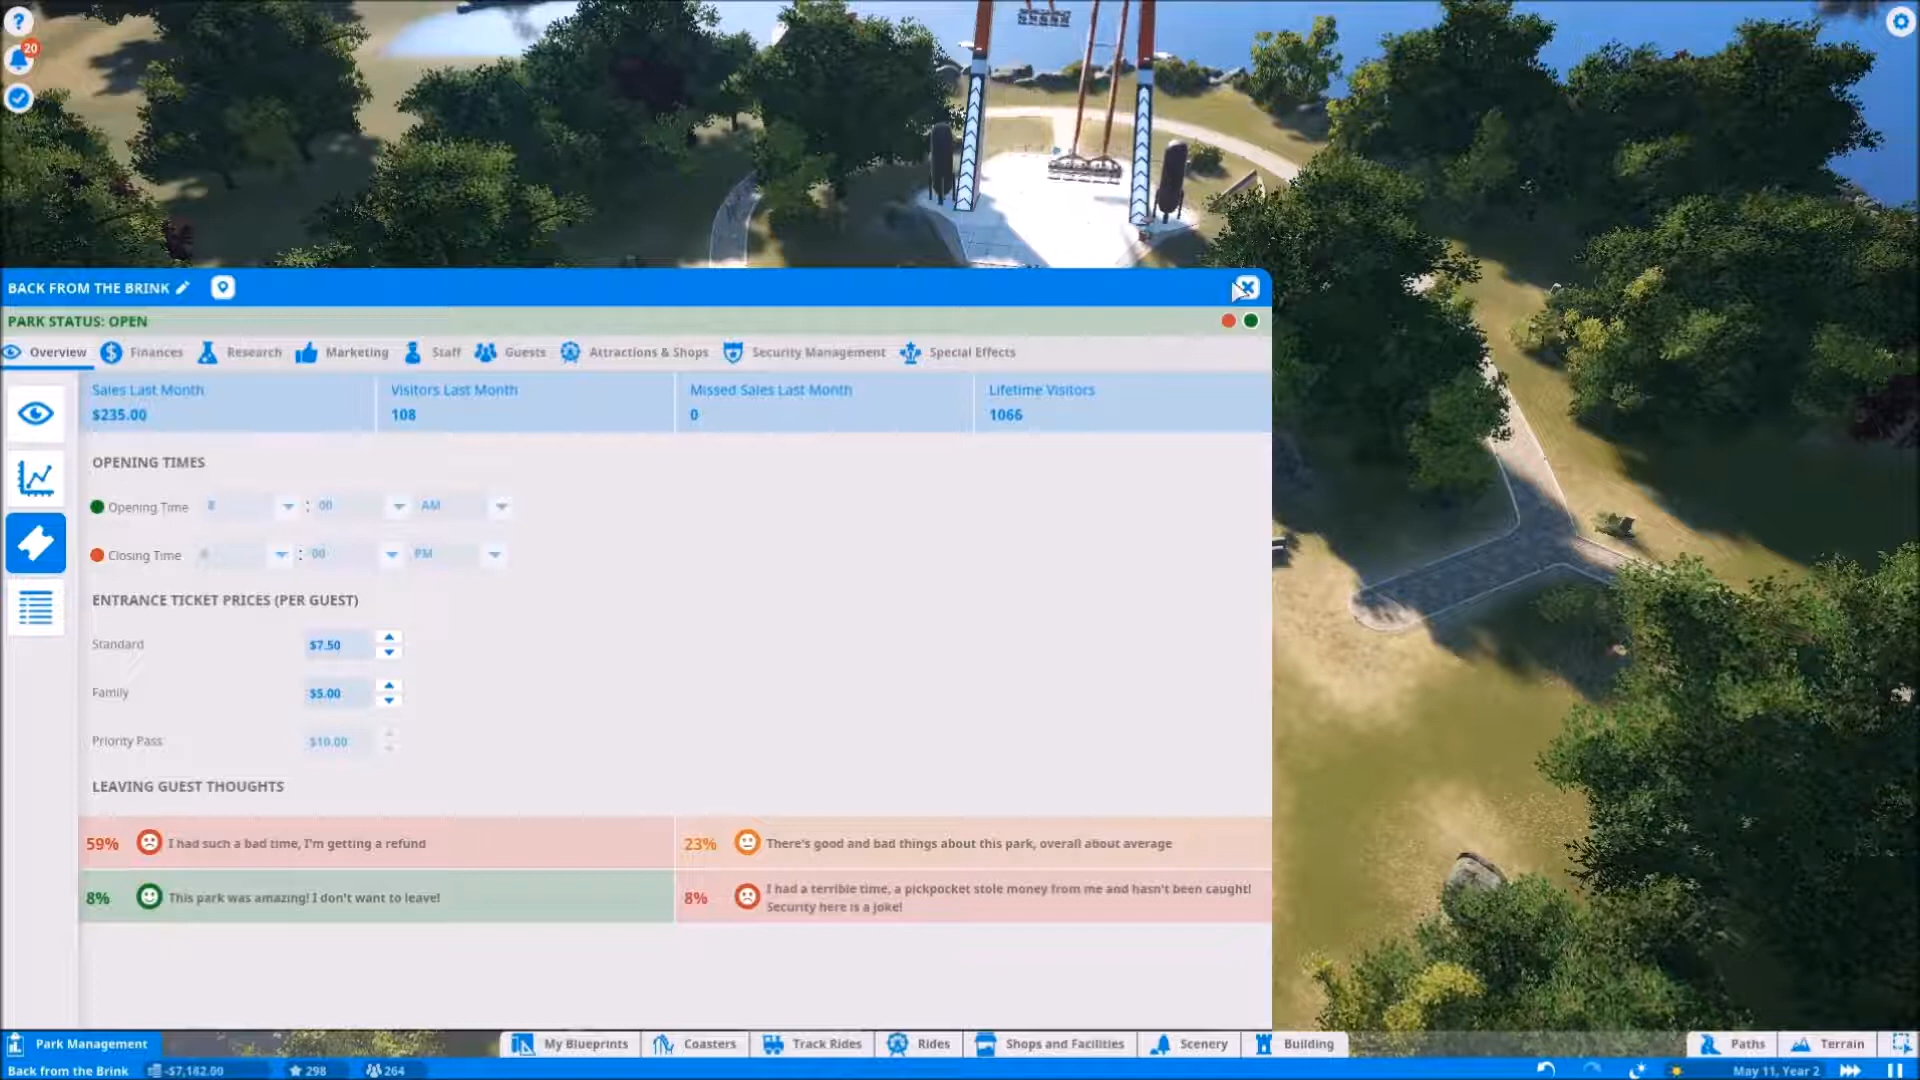 20
BACK FROM THE BRINK
PARK STATUS: OPEN
Overview Finances Research Marketing Staff Guests Attractions & Shops Security Management Special Effects
Sales Last Month Visitors Last Month Missed Sales Last Month Lifetime Visitors
$235.00 108 0 1066
OPENING TIMES
Opening Time 8 : 00 AM
Closing Time : 00 PM
ENTRANCE TICKET PRICES (PER GUEST)
Standard $7.50
Family $5.00
Priority Pass $10.00
LEAVING GUEST THOUGHTS
59% I had such a bad time, I'm getting a refund
23% There's good and bad things about this park, overall about average
8% This park was amazing! I don't want to leave!
8% I had a terrible time, a pickpocket stole money from me and hasn't been caught!
Security here is a joke!
Park Management My Blueprints Coasters Track Rides Rides Shops and Facilities Scenery Building Paths Terrain
Back from the Brink -$7,182.00 298 264 May 11, Year 2